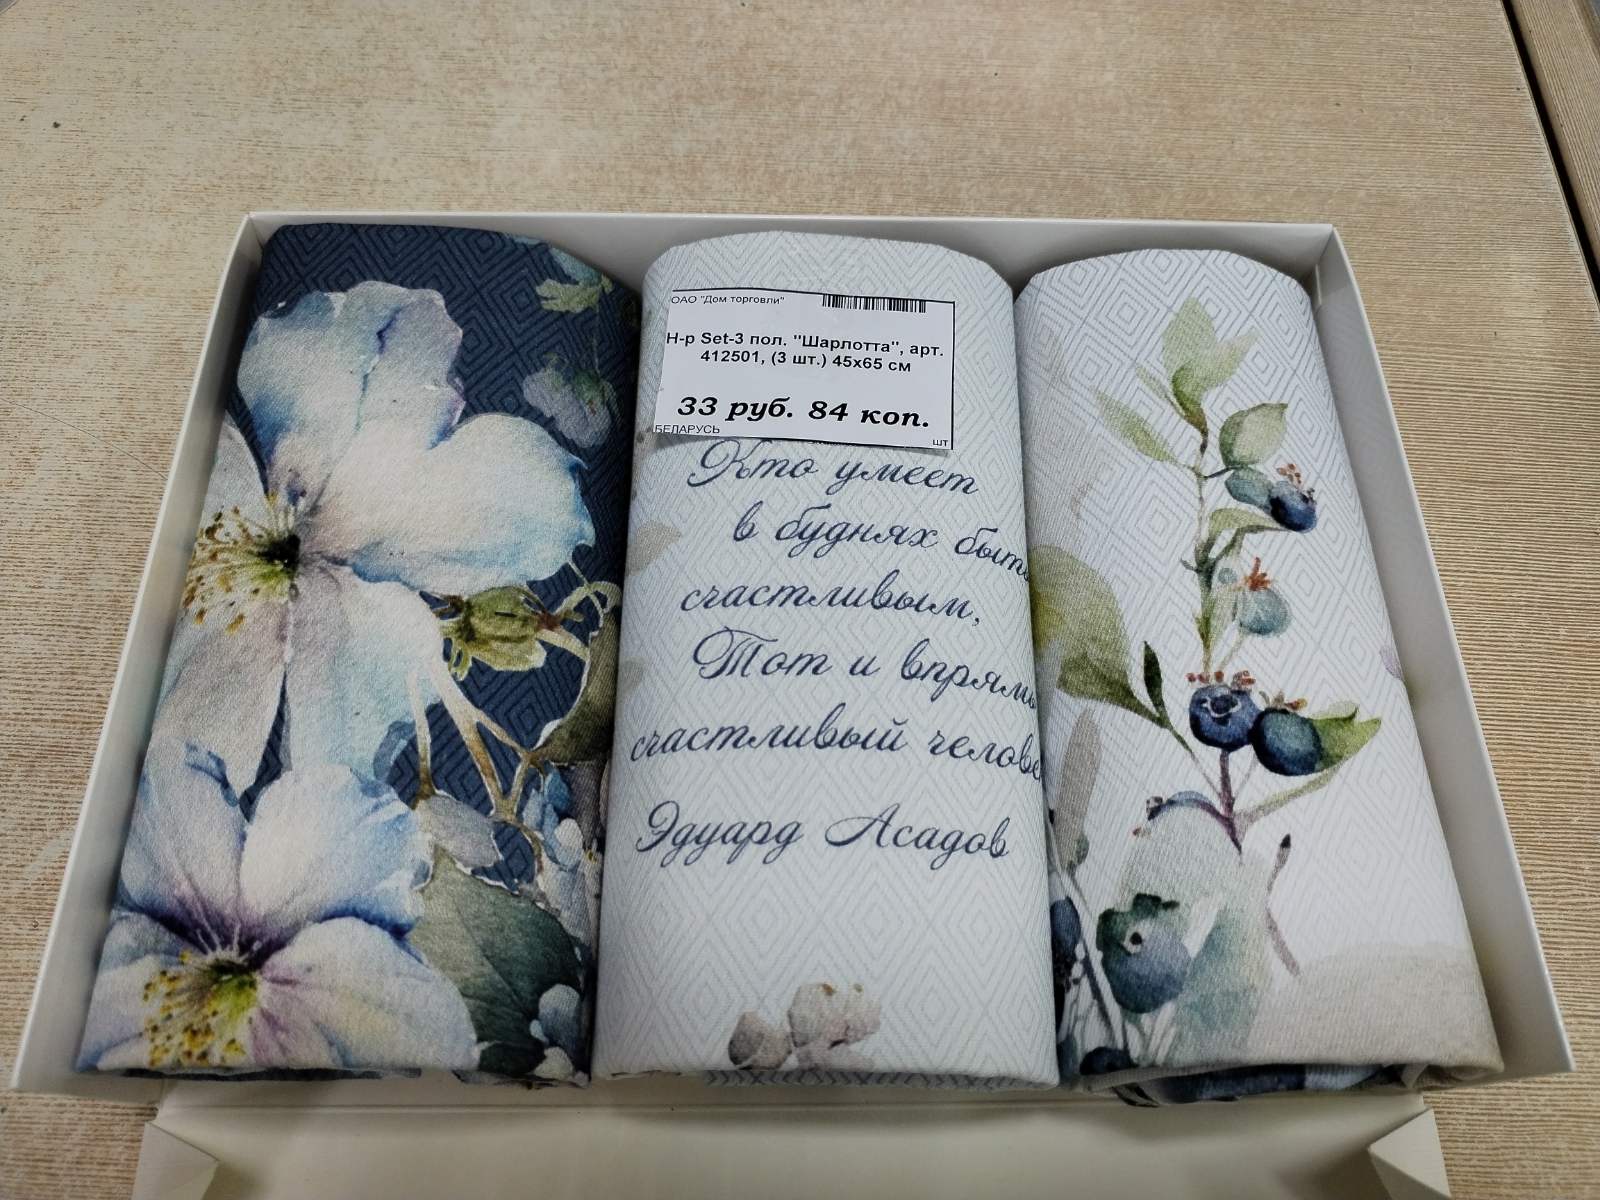 ОАО "Дом торговли"
Н-р Set-3 пол. "Шарлотта", арт.
412501, (3 шт.) 45х65 см
33 руб. 84 коп.
БЕЛАРУСЬ шт
Кто умеет
в буднях быть
счастливым,
Тот и впрямь
счастливый челове
Эдуард Асадов